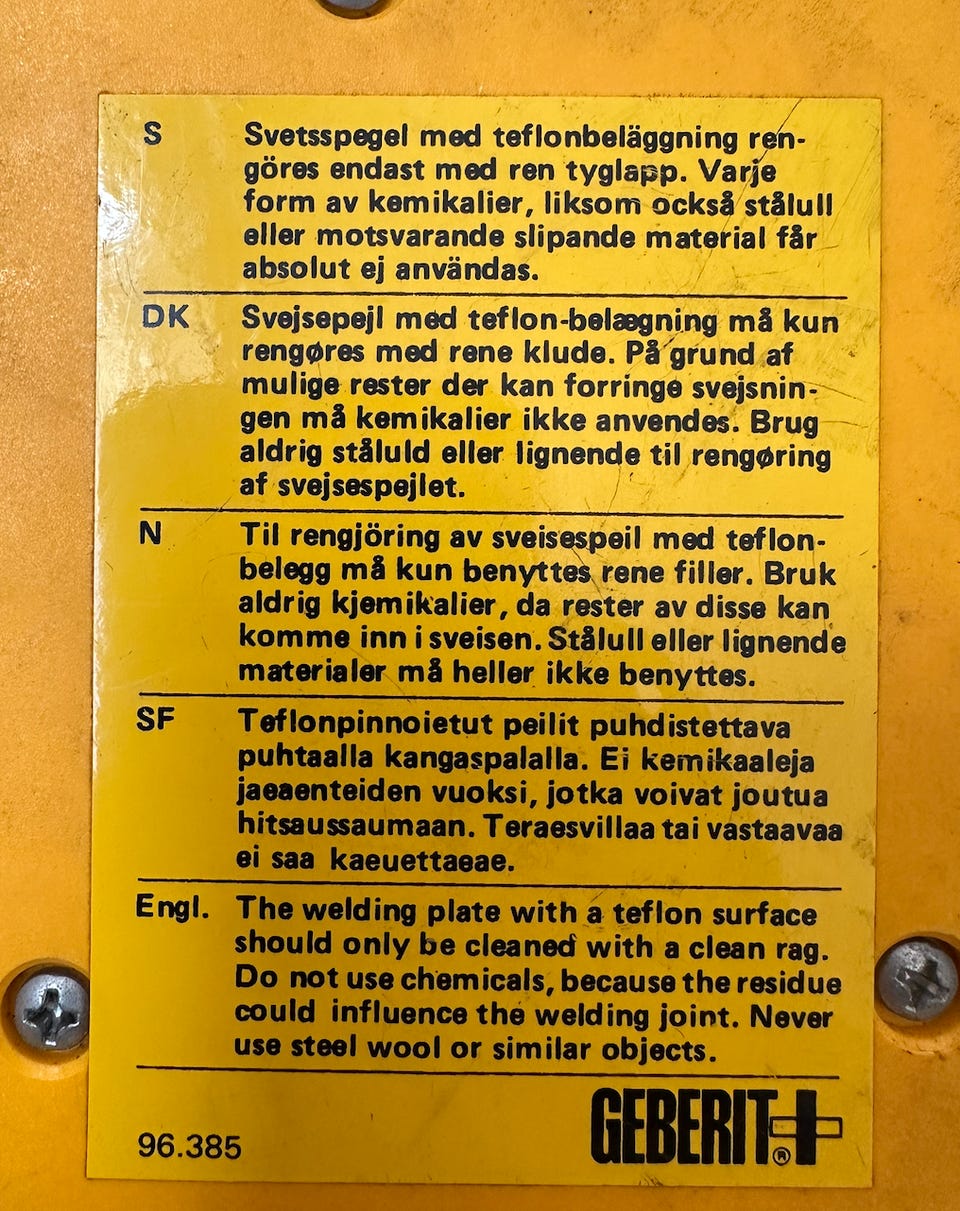 S Svetsspegel med teflonbeläggning ren-
göres endast med ren tyglapp. Varje
form av kemikalier, liksom också stålull
eller motsvarande slipande material får
absolut ej användas.
DK Svejsepejl med teflon-belægning må kun
rengøres med rene klude. På grund af
mulige rester der kan forringe svejsnin-
gen må kemikalier ikke anvendes. Brug
aldrig ståluld eller lignende til rengøring
af svejsespejlet.
N Til rengjöring av sveisespeil med teflon-
belegg må kun benyttes rene filler. Bruk
aldrig kjemikalier, da rester av disse kan
komme inn i sveisen. Stålull eller lignende
materialer må heller ikke benyttes.
SF Teflonpinnoietut peilit puhdistettava
puhtaalla kangaspalalla. Ei kemikaaleja
jaeaenteiden vuoksi, jotka voivat joutua
hitsaussaumaan. Teraesvillaa tai vastaavaa
ei saa kaeuettaeae.
Engl. The welding plate with a teflon surface
should only be cleaned with a clean rag.
Do not use chemicals, because the residue
could influence the welding joint. Never
use steel wool or similar objects.
96.385 GEBERIT®